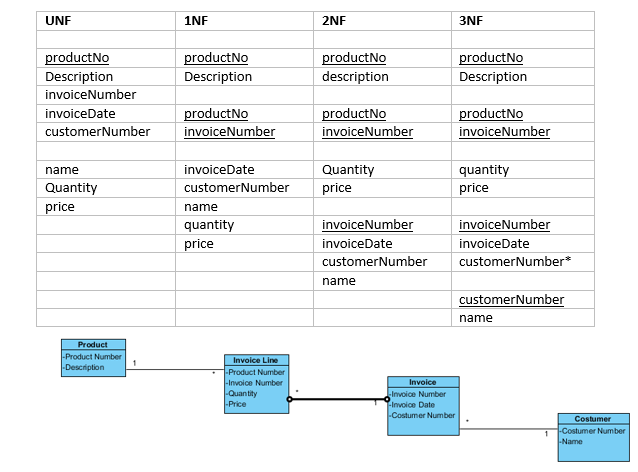 UNF 1NF 2NF 3NF
productNo productNo productNo productNo
Description Description description Description
invoiceNumber
invoiceDate productNo productNo productNo
customerNumber invoiceNumber invoiceNumber invoiceNumber
name invoiceDate Quantity quantity
Quantity customerNumber price price
price name
quantity invoiceNumber invoiceNumber
price invoiceDate invoiceDate
customerNumber customerNumber*
name
customerNumber
name
Product
-Product Number
-Description
1
*
Invoice Line
-Product Number
-Invoice Number
-Quantity
-Price
*
1
Invoice
-Invoice Number
-Invoice Date
-Costumer Number
*
1
Costumer
-Costumer Number
-Name